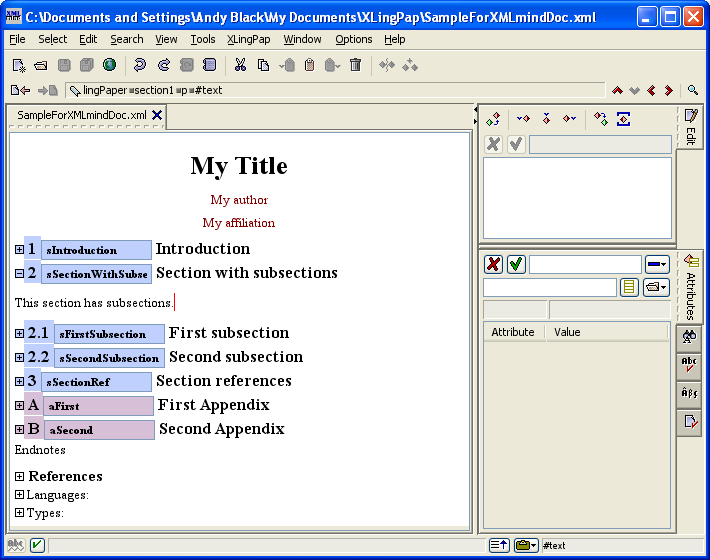 C:\Documents and Settings\Andy Black\My Documents\XLingPap\SampleForXMLmindDoc.xml
File Select Edit Search View Tools XLingPap Window Options Help
lingPaper section1 p #text
SampleForXMLmindDoc.xml
Edit
My Title
My author
My affiliation
1 sIntroduction Introduction
2 sSectionWithSubse Section with subsections
This section has subsections.
2.1 sFirstSubsection First subsection
2.2 sSecondSubsection Second subsection
3 sSectionRef Section references
A aFirst First Appendix
B aSecond Second Appendix
Endnotes
References
Languages:
Types:
Attributes
Attribute Value
abc #text